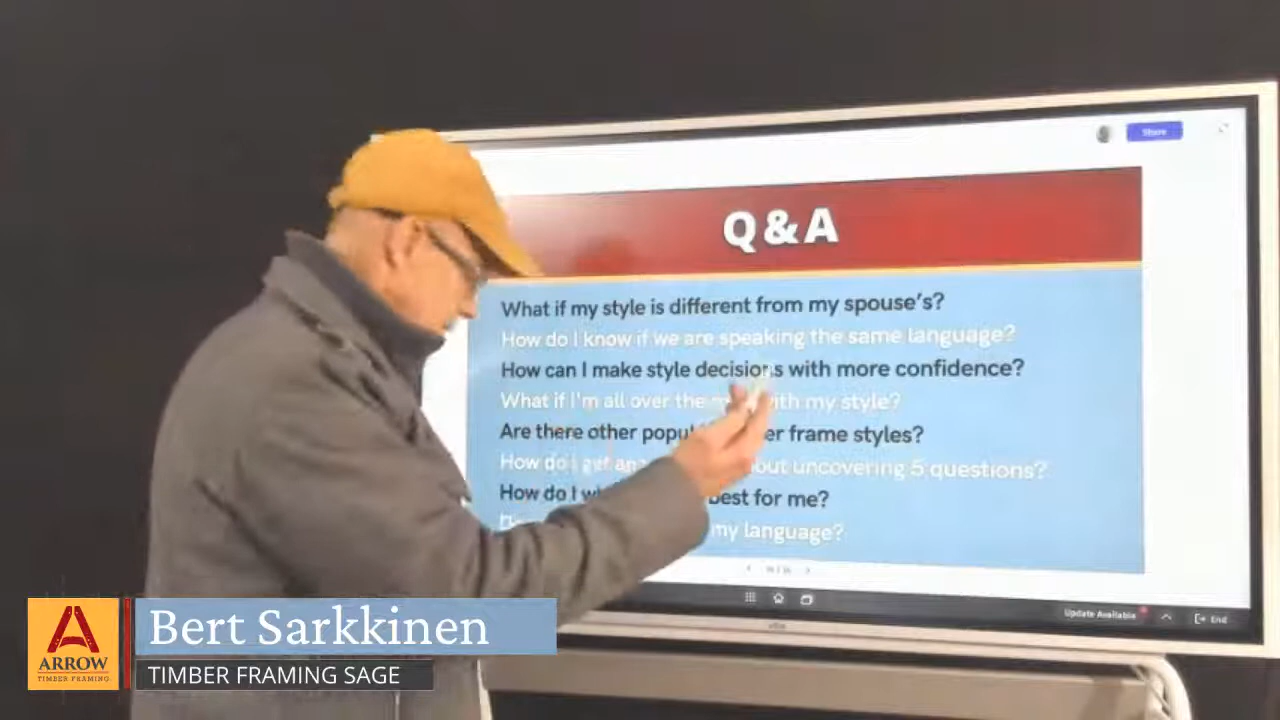 Share
Q&A
What if my style is different from my spouse's?
How do I know if we are speaking the same language?
How can I make style decisions with more confidence?
What if I'm all over the with my style?
Are there other frame styles?
How do I uncovering 5 questions?
How do I best for me?
my language?
Update Available
End
Bert Sarkkinen
ARROW
TIMBER FRAMING
TIMBER FRAMING SAGE